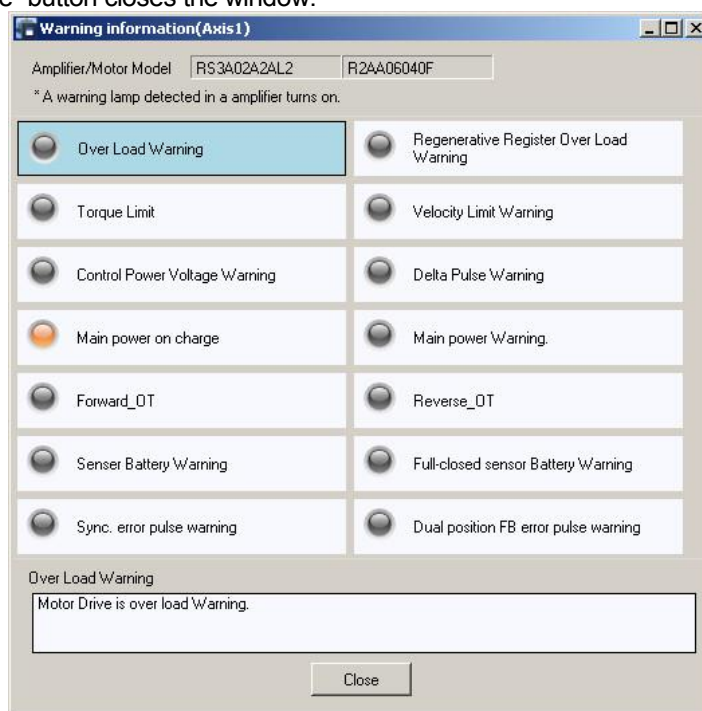 button closes the window.
Warning information(Axis1)
Amplifier/Motor Model RS3A02A2AL2 R2AA06040F
* A warning lamp detected in a amplifier turns on.
Over Load Warning
Regenerative Register Over Load
Warning
Torque Limit
Velocity Limit Warning
Control Power Voltage Warning
Delta Pulse Warning
Main power on charge
Main power Warning.
Forward_OT
Reverse_OT
Senser Battery Warning
Full-closed sensor Battery Warning
Sync. error pulse warning
Dual position FB error pulse warning
Over Load Warning
Motor Drive is over load Warning.
Close